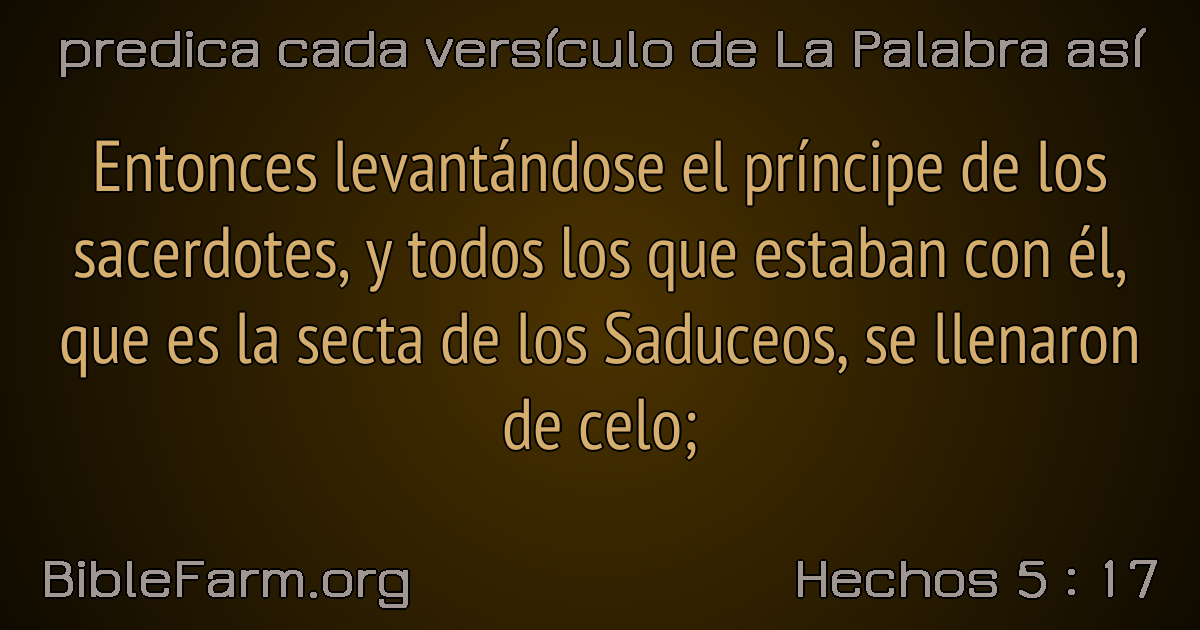 predica cada versículo de La Palabra así
Entonces levantándose el príncipe de los
sacerdotes, y todos los que estaban con él,
que es la secta de los Saduceos, se llenaron
de celo;
BibleFarm.org
Hechos 5 : 17